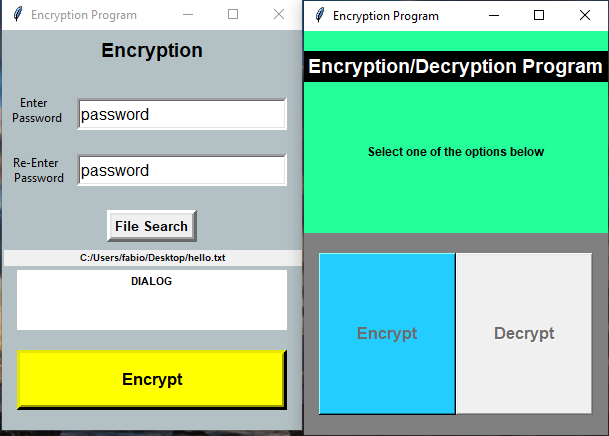 Encryption Program
Encryption
Enter
Password
password
Re-Enter
Password
password
File Search
C:/Users/fabio/Desktop/hello.txt
DIALOG
Encrypt
Encryption Program
Encryption/Decryption Program
Select one of the options below
Encrypt
Decrypt